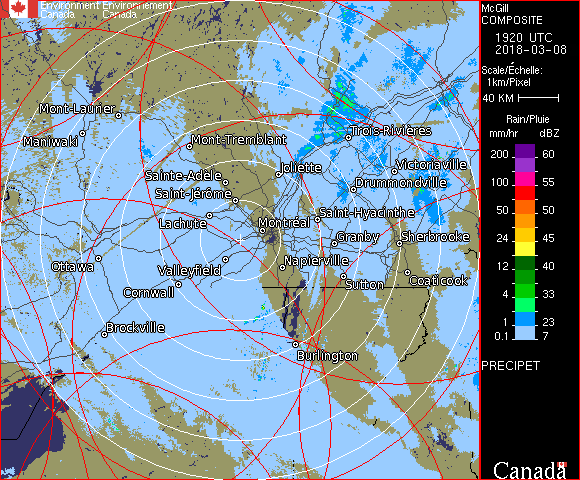 Environment Environnement
Canada Canada
McGill
COMPOSITE
1920 UTC
2018-03-08
Scale/Échelle:
1km/Pixel
40 KM
Rain/Pluie
mm/hr dBZ
200 60
100 55
50 50
45
24 45
12 40
4 33
1 23
0.1 7
PRECIPET
Canada
Mont-Laurier
Maniwaki
Mont-Tremblant
Trois-Rivières
Joliette
Victoriaville
Sainte-Adèle
Drummondville
Saint-Jérôme
Lachute
Saint-Hyacinthe
Montréal
Granby
Sherbrooke
Ottawa
Valleyfield
Napierville
Cornwall
Sutton
Coaticook
Brockville
Burlington